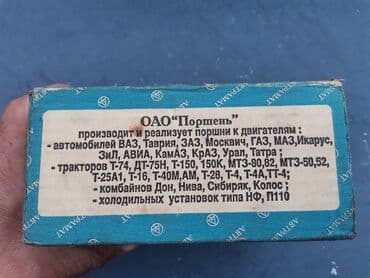 ОАО "Поршень"
производит и реализует поршни к двигателям :
- автомобилей ВАЗ, Таврия, ЗАЗ, Москвич, ГАЗ, МАЗ,Икарус,
ЗиЛ, АВИА, КамАЗ, КрАЗ, Урал, Татра ;
- тракторов Т-74, ДТ-75Н, Т-150, 150К, МТЗ-80,82, МТЗ-50,52,
Т-25А1, Т-16, Т-40М,АМ, Т-28, Т-4, Т-4А,ТТ-4;
- комбайнов Дон, Нива, Сибиряк, Колос ;
- холодильных установок типа НФ, П110
АВТРАМАТ